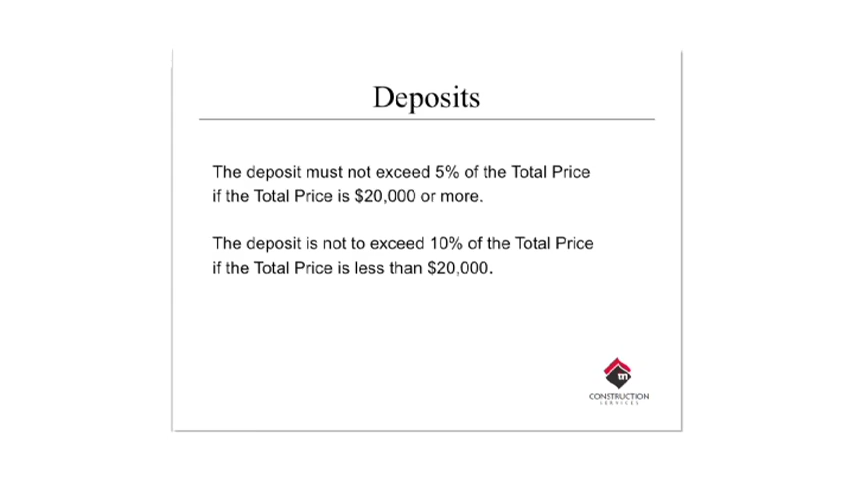 Deposits
The deposit must not exceed 5% of the Total Price
if the Total Price is $20,000 or more.
The deposit is not to exceed 10% of the Total Price
if the Total Price is less than $20,000.
m
CONSTRUCTION
SERVICES